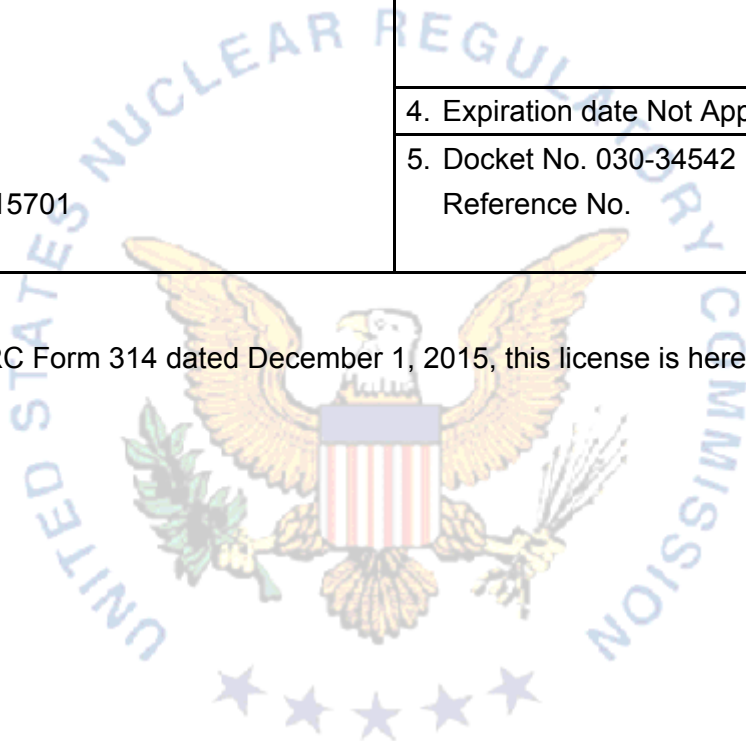 UNITED STATES NUCLEAR REGULATORY COMMISSION
4. Expiration date Not App
5. Docket No. 030-34542
15701
Reference No.
RC Form 314 dated December 1, 2015, this license is here